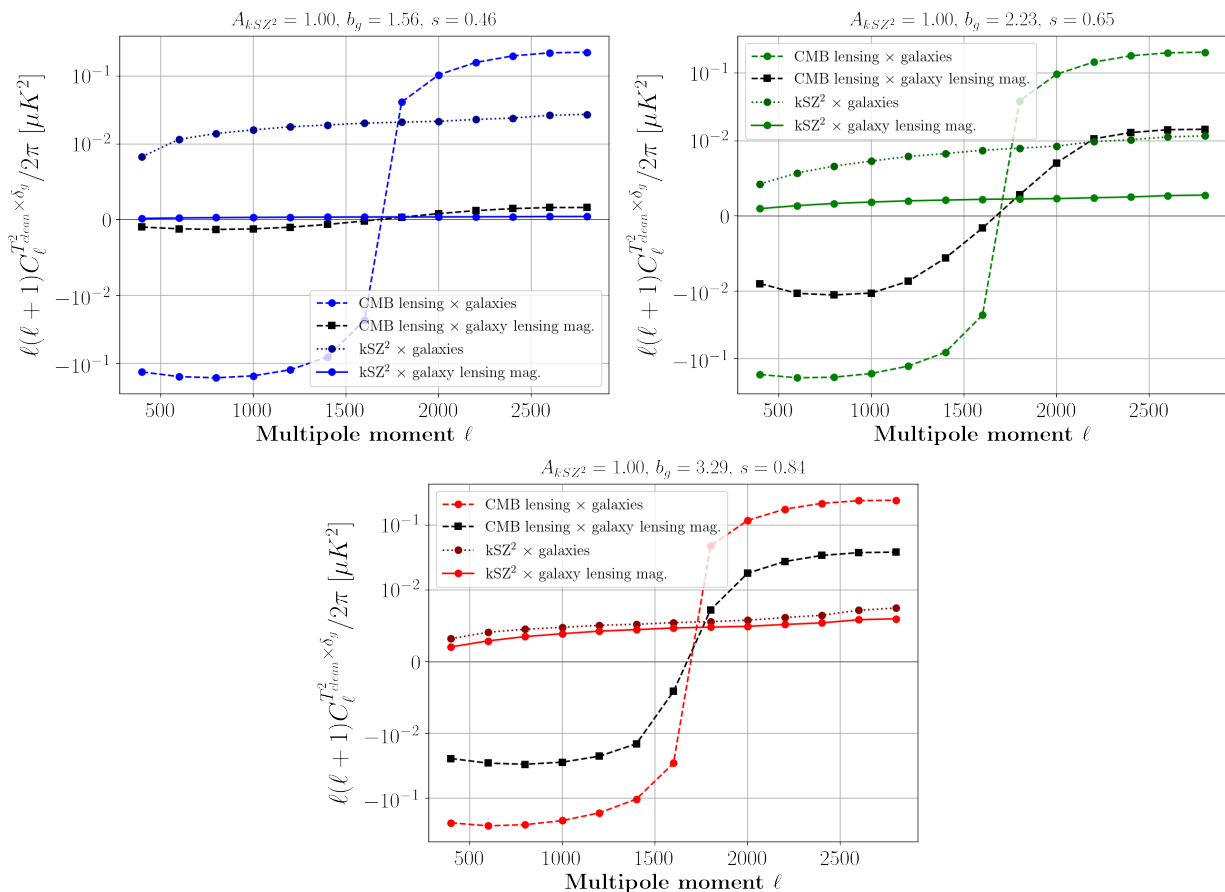 A_{kSZ^2} = 1.00, b_g = 1.56, s = 0.46
ℓ(ℓ + 1)C_ℓ^{T^2_{clean}×δ_g}/2π [μK^2]
10^{-1}
10^{-2}
0
−10^{-2}
−10^{-1}
CMB lensing × galaxies
CMB lensing × galaxy lensing mag.
kSZ^2 × galaxies
kSZ^2 × galaxy lensing mag.
500 1000 1500 2000 2500
Multipole moment ℓ
A_{kSZ^2} = 1.00, b_g = 2.23, s = 0.65
ℓ(ℓ + 1)C_ℓ^{T^2_{clean}×δ_g}/2π [μK^2]
10^{-1}
10^{-2}
0
−10^{-2}
−10^{-1}
CMB lensing × galaxies
CMB lensing × galaxy lensing mag.
kSZ^2 × galaxies
kSZ^2 × galaxy lensing mag.
500 1000 1500 2000 2500
Multipole moment ℓ
A_{kSZ^2} = 1.00, b_g = 3.29, s = 0.84
ℓ(ℓ + 1)C_ℓ^{T^2_{clean}×δ_g}/2π [μK^2]
10^{-1}
10^{-2}
0
−10^{-2}
−10^{-1}
CMB lensing × galaxies
CMB lensing × galaxy lensing mag.
kSZ^2 × galaxies
kSZ^2 × galaxy lensing mag.
500 1000 1500 2000 2500
Multipole moment ℓ